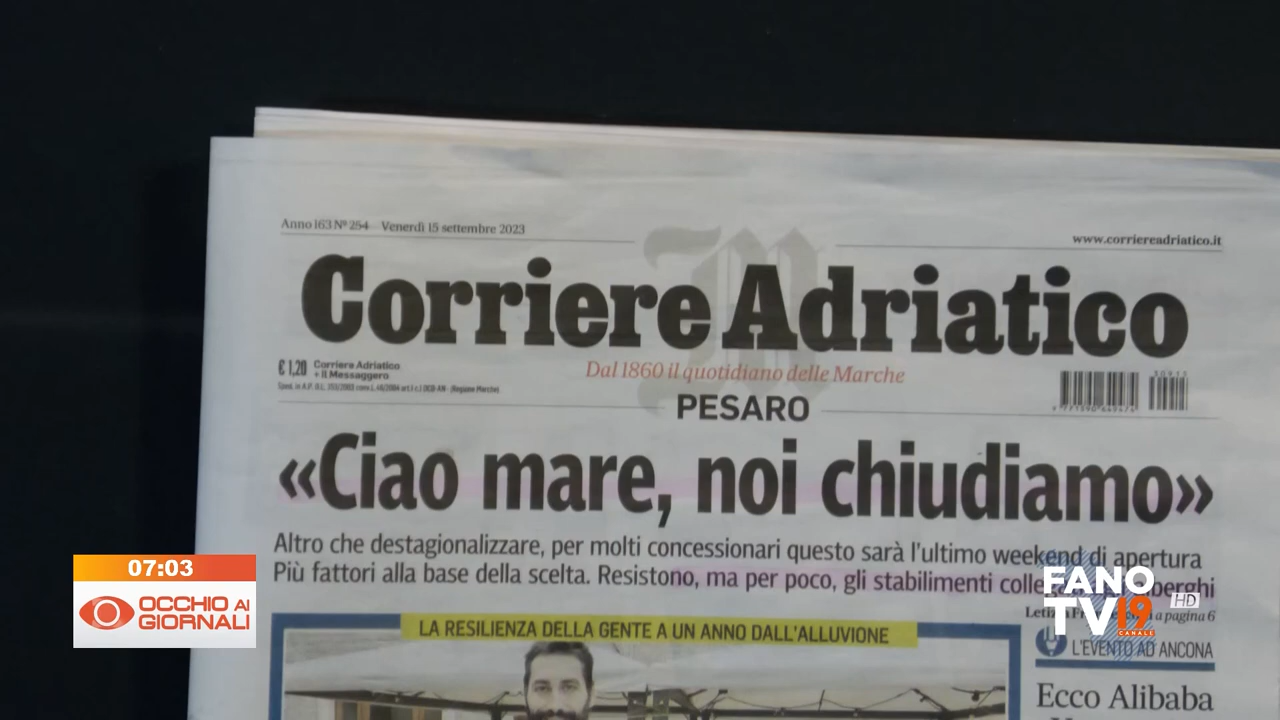 Anno 163 N° 254 Venerdì 15 settembre 2023
www.corriereadriatico.it
Corriere Adriatico
€ 1,20 Corriere Adriatico
+ Il Messaggero
Dal 1860 il quotidiano delle Marche
PESARO
«Ciao mare, noi chiudiamo»
Altro che destagionalizzare, per molti concessionari questo sarà l'ultimo weekend di apertura
Più fattori alla base della scelta. Resistono, ma per poco, gli stabilimenti
a pagina 6
LA RESILIENZA DELLA GENTE A UN ANNO DALL'ALLUVIONE
L'EVENTO AD ANCONA
Ecco Alibaba
07:03
OCCHIO AI
GIORNALI
FANO
TV 19 HD
CANALE